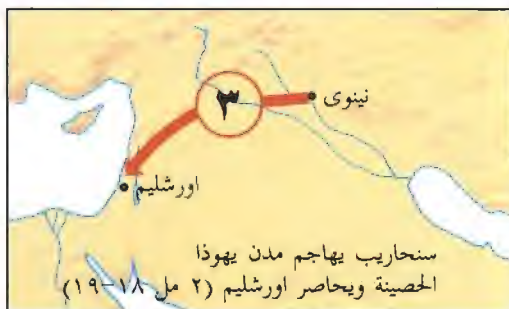 نينوى
٣
اورشليم
سنحاريب يهاجم مدن يهوذا
الحصينة ويحاصر اورشليم (٢ مل ١٨-١٩)